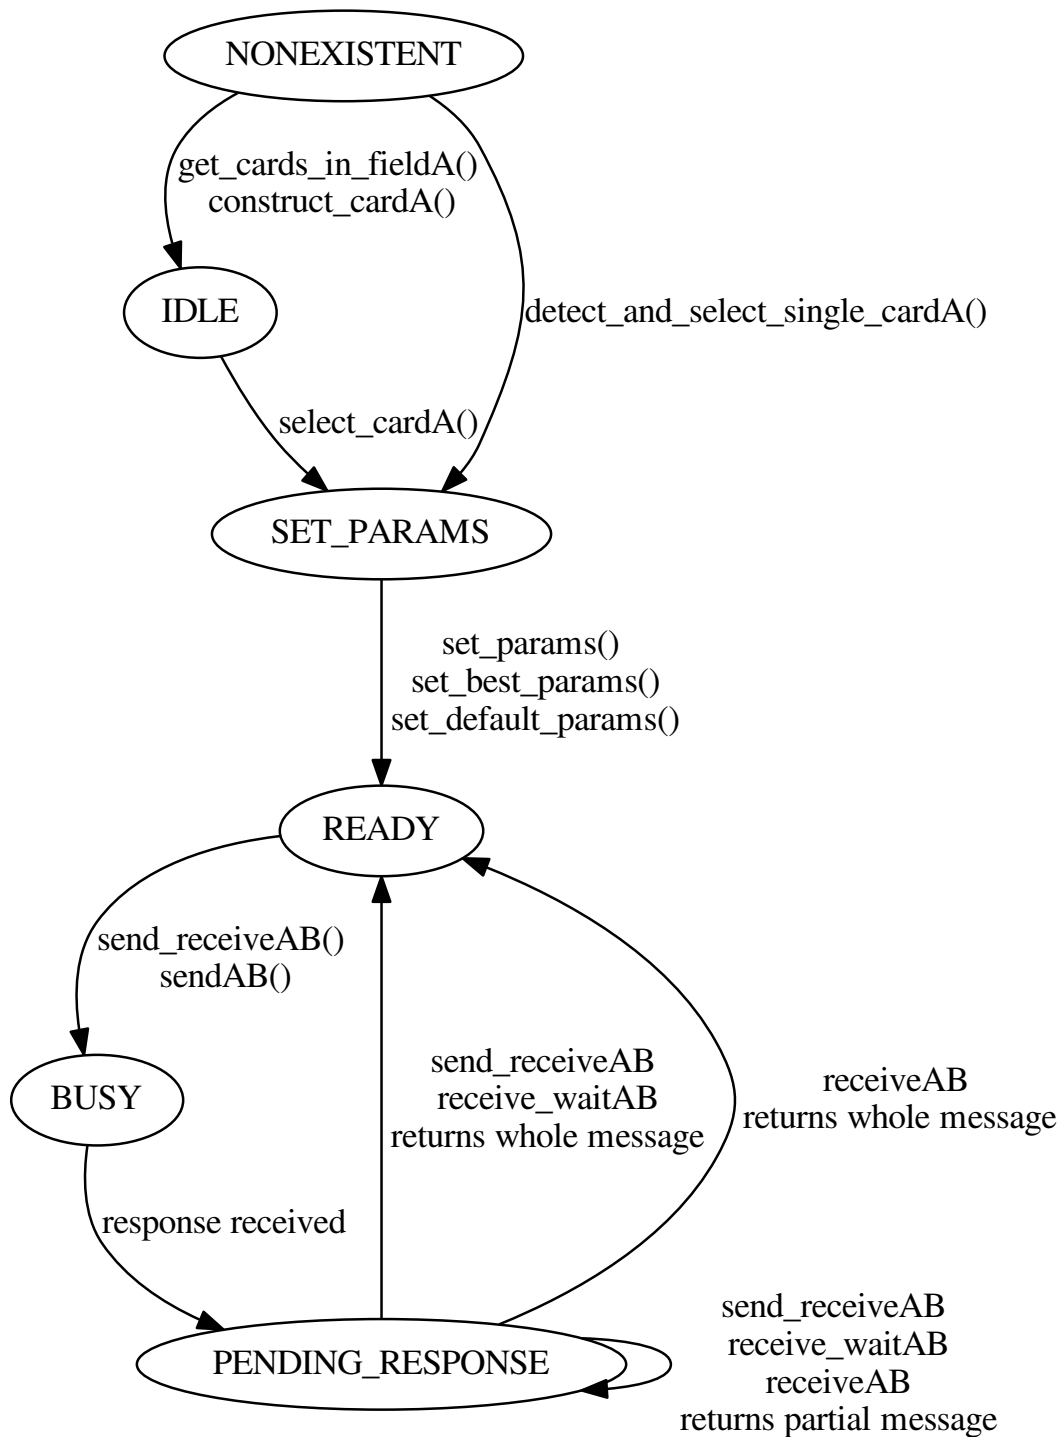 NONEXISTENT
get_cards_in_fieldA()
construct_cardA()
IDLE
detect_and_select_single_cardA()
select_cardA()
SET_PARAMS
set_params()
set_best_params()
set_default_params()
READY
send_receiveAB()
sendAB()
BUSY
send_receiveAB
receive_waitAB
returns whole message
receiveAB
returns whole message
response received
PENDING_RESPONSE
send_receiveAB
receive_waitAB
receiveAB
returns partial message